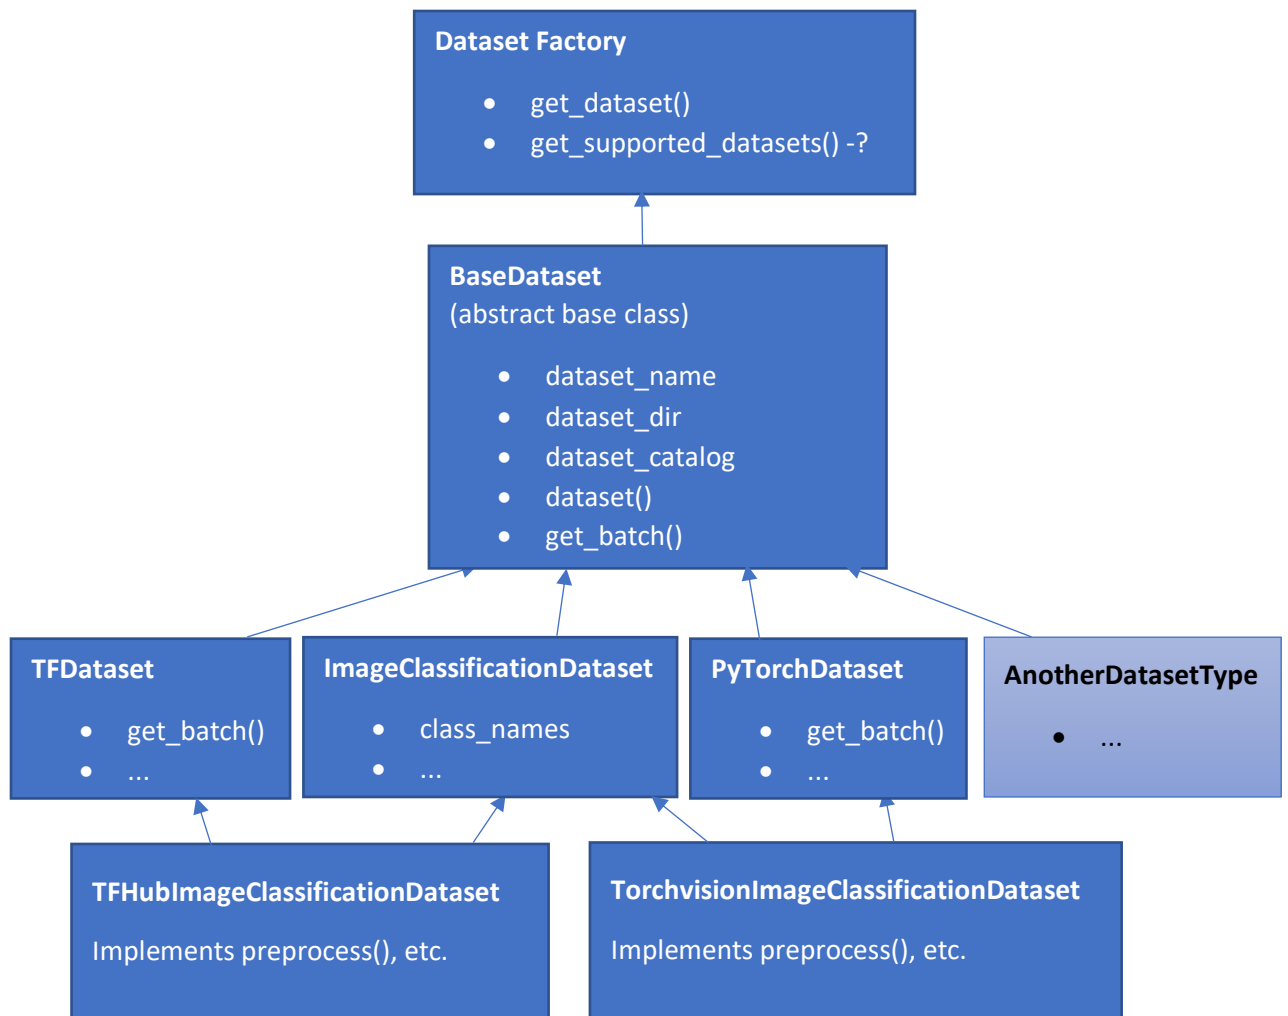 Dataset Factory
• get_dataset()
• get_supported_datasets() -?
BaseDataset
(abstract base class)
• dataset_name
• dataset_dir
• dataset_catalog
• dataset()
• get_batch()
TFDataset
• get_batch()
• ...
ImageClassificationDataset
• class_names
• ...
PyTorchDataset
• get_batch()
• ...
AnotherDatasetType
• ...
TFHubImageClassificationDataset
Implements preprocess(), etc.
TorchvisionImageClassificationDataset
Implements preprocess(), etc.